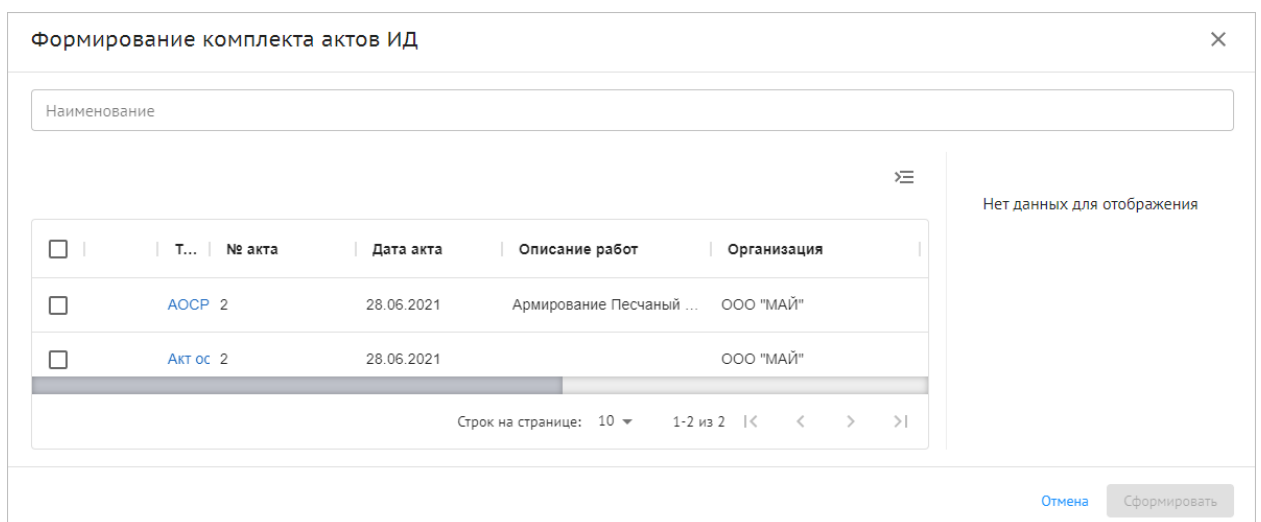 Формирование комплекта актов ИД
Наименование
Нет данных для отображения
Т... № акта Дата акта Описание работ Организация
АОСР 2 28.06.2021 Армирование Песчаный ... ООО "МАЙ"
Акт ос 2 28.06.2021 ООО "МАЙ"
Строк на странице: 10 1-2 из 2
Отмена Сформировать